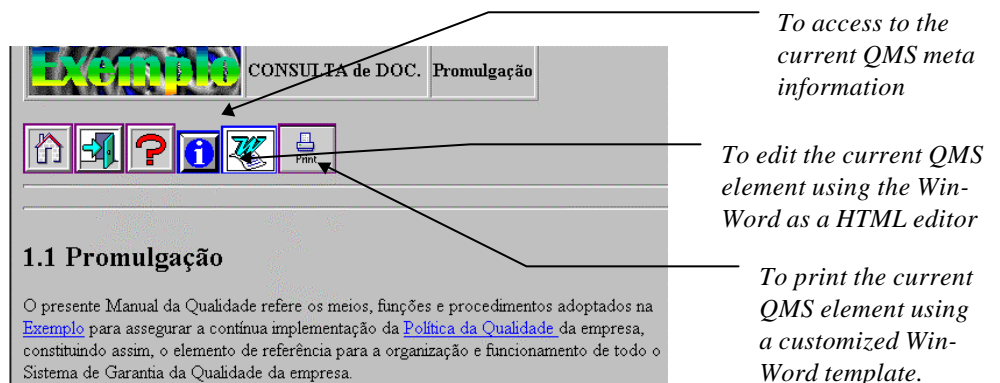 To access to the
current QMS meta
information
Exemplo
CONSULTA de DOC.
Promulgação
?
i
W
Print
To edit the current QMS
element using the Win-
Word as a HTML editor
To print the current
QMS element using
a customized Win-
Word template.
1.1 Promulgação
O presente Manual da Qualidade refere os meios, funções e procedimentos adoptados na
Exemplo para assegurar a contínua implementação da Política da Qualidade da empresa,
constituindo assim, o elemento de referência para a organização e funcionamento de todo o
Sistema de Garantia da Qualidade da empresa.